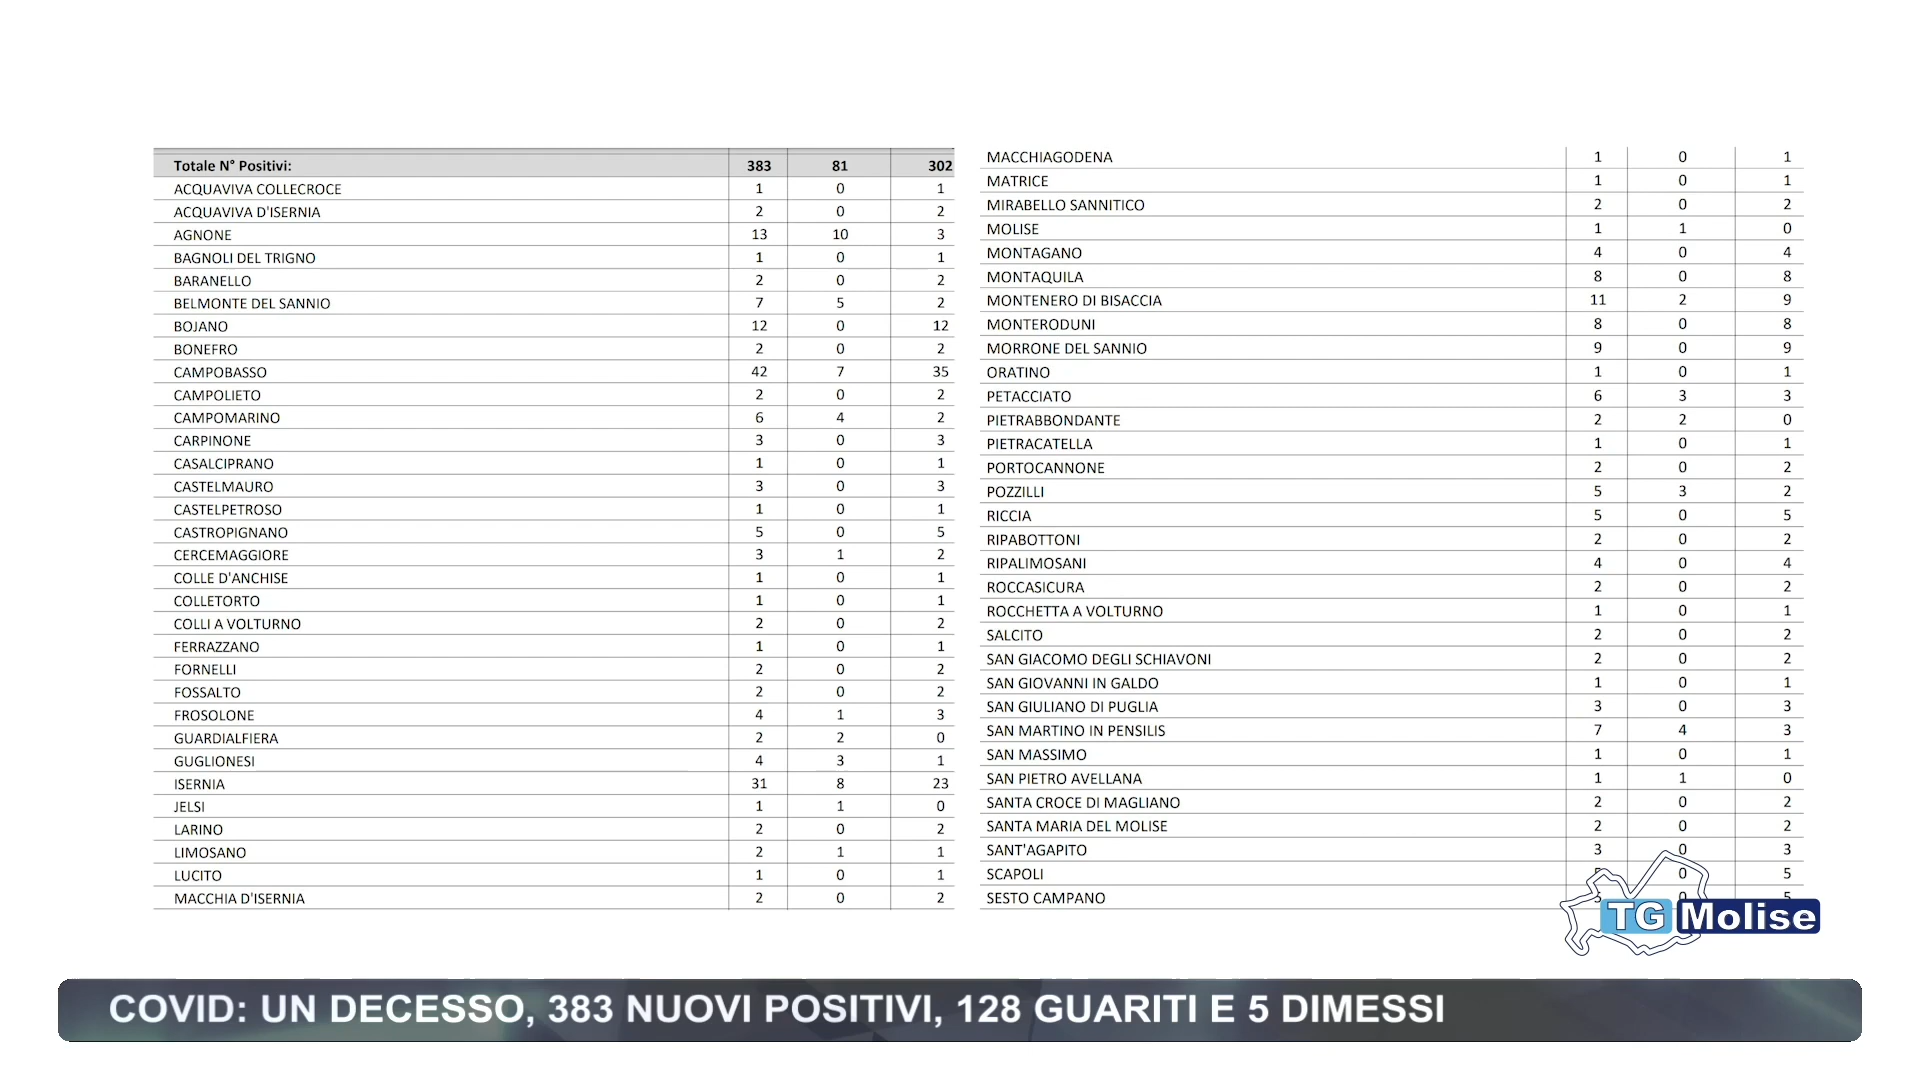 Totale N° Positivi: 383 81 302
ACQUAVIVA COLLECROCE 1 0 1
ACQUAVIVA D'ISERNIA 2 0 2
AGNONE 13 10 3
BAGNOLI DEL TRIGNO 1 0 1
BARANELLO 2 0 2
BELMONTE DEL SANNIO 7 5 2
BOJANO 12 0 12
BONEFRO 2 0 2
CAMPOBASSO 42 7 35
CAMPOLIETO 2 0 2
CAMPOMARINO 6 4 2
CARPINONE 3 0 3
CASALCIPRANO 1 0 1
CASTELMAURO 3 0 3
CASTELPETROSO 1 0 1
CASTROPIGNANO 5 0 5
CERCEMAGGIORE 3 1 2
COLLE D'ANCHISE 1 0 1
COLLETORTO 1 0 1
COLLI A VOLTURNO 2 0 2
FERRAZZANO 1 0 1
FORNELLI 2 0 2
FOSSALTO 2 0 2
FROSOLONE 4 1 3
GUARDIALFIERA 2 2 0
GUGLIONESI 4 3 1
ISERNIA 31 8 23
JELSI 1 1 0
LARINO 2 0 2
LIMOSANO 2 1 1
LUCITO 1 0 1
MACCHIA D'ISERNIA 2 0 2
MACCHIAGODENA 1 0 1
MATRICE 1 0 1
MIRABELLO SANNITICO 2 0 2
MOLISE 1 1 0
MONTAGANO 4 0 4
MONTAQUILA 8 0 8
MONTENERO DI BISACCIA 11 2 9
MONTERODUNI 8 0 8
MORRONE DEL SANNIO 9 0 9
ORATINO 1 0 1
PETACCIATO 6 3 3
PIETRABBONDANTE 2 2 0
PIETRACATELLA 1 0 1
PORTOCANNONE 2 0 2
POZZILLI 5 3 2
RICCIA 5 0 5
RIPABOTTONI 2 0 2
RIPALIMOSANI 4 0 4
ROCCASICURA 2 0 2
ROCCHETTA A VOLTURNO 1 0 1
SALCITO 2 0 2
SAN GIACOMO DEGLI SCHIAVONI 2 0 2
SAN GIOVANNI IN GALDO 1 0 1
SAN GIULIANO DI PUGLIA 3 0 3
SAN MARTINO IN PENSILIS 7 4 3
SAN MASSIMO 1 0 1
SAN PIETRO AVELLANA 1 1 0
SANTA CROCE DI MAGLIANO 2 0 2
SANTA MARIA DEL MOLISE 2 0 2
SANT'AGAPITO 3 0 3
SCAPOLI 0 5
SESTO CAMPANO
TG Molise
COVID: UN DECESSO, 383 NUOVI POSITIVI, 128 GUARITI E 5 DIMESSI